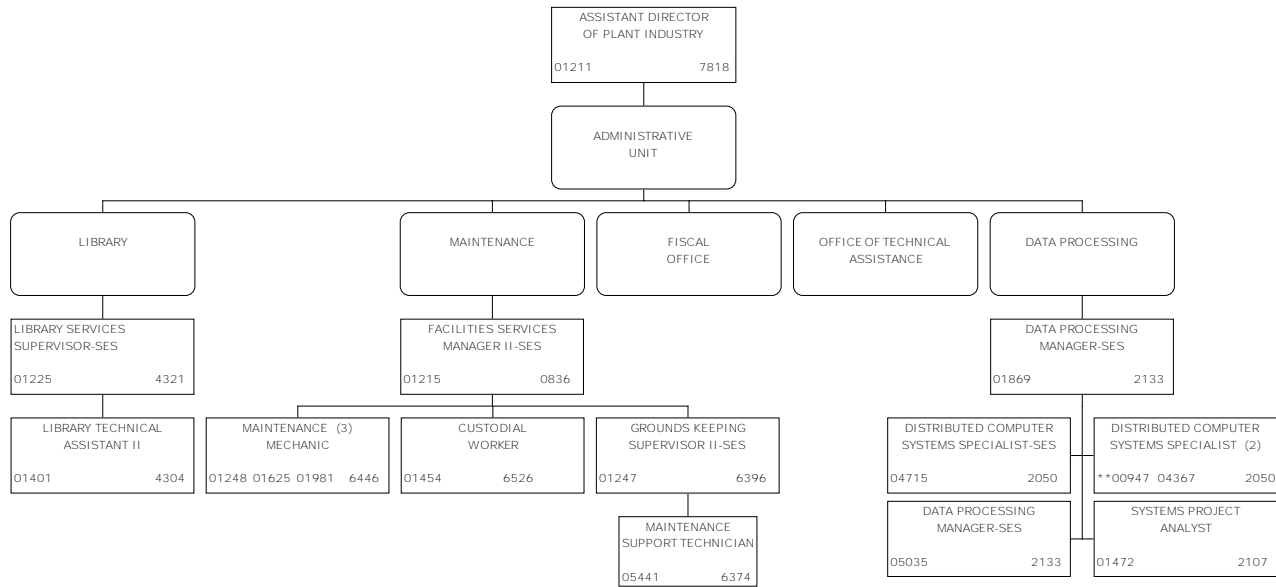 ASSISTANT DIRECTOR
OF PLANT INDUSTRY
01211 7818
ADMINISTRATIVE
UNIT
LIBRARY
MAINTENANCE
FISCAL
OFFICE
OFFICE OF TECHNICAL
ASSISTANCE
DATA PROCESSING
LIBRARY SERVICES
SUPERVISOR-SES
01225 4321
FACILITIES SERVICES
MANAGER II-SES
01215 0836
DATA PROCESSING
MANAGER-SES
01869 2133
LIBRARY TECHNICAL
ASSISTANT II
01401 4304
MAINTENANCE (3)
MECHANIC
01248 01625 01981 6446
CUSTODIAL
WORKER
01454 6526
GROUNDS KEEPING
SUPERVISOR II-SES
01247 6396
DISTRIBUTED COMPUTER
SYSTEMS SPECIALIST-SES
04715 2050
DISTRIBUTED COMPUTER
SYSTEMS SPECIALIST (2)
**00947 04367 2050
MAINTENANCE
SUPPORT TECHNICIAN
05441 6374
DATA PROCESSING
MANAGER-SES
05035 2133
SYSTEMS PROJECT
ANALYST
01472 2107